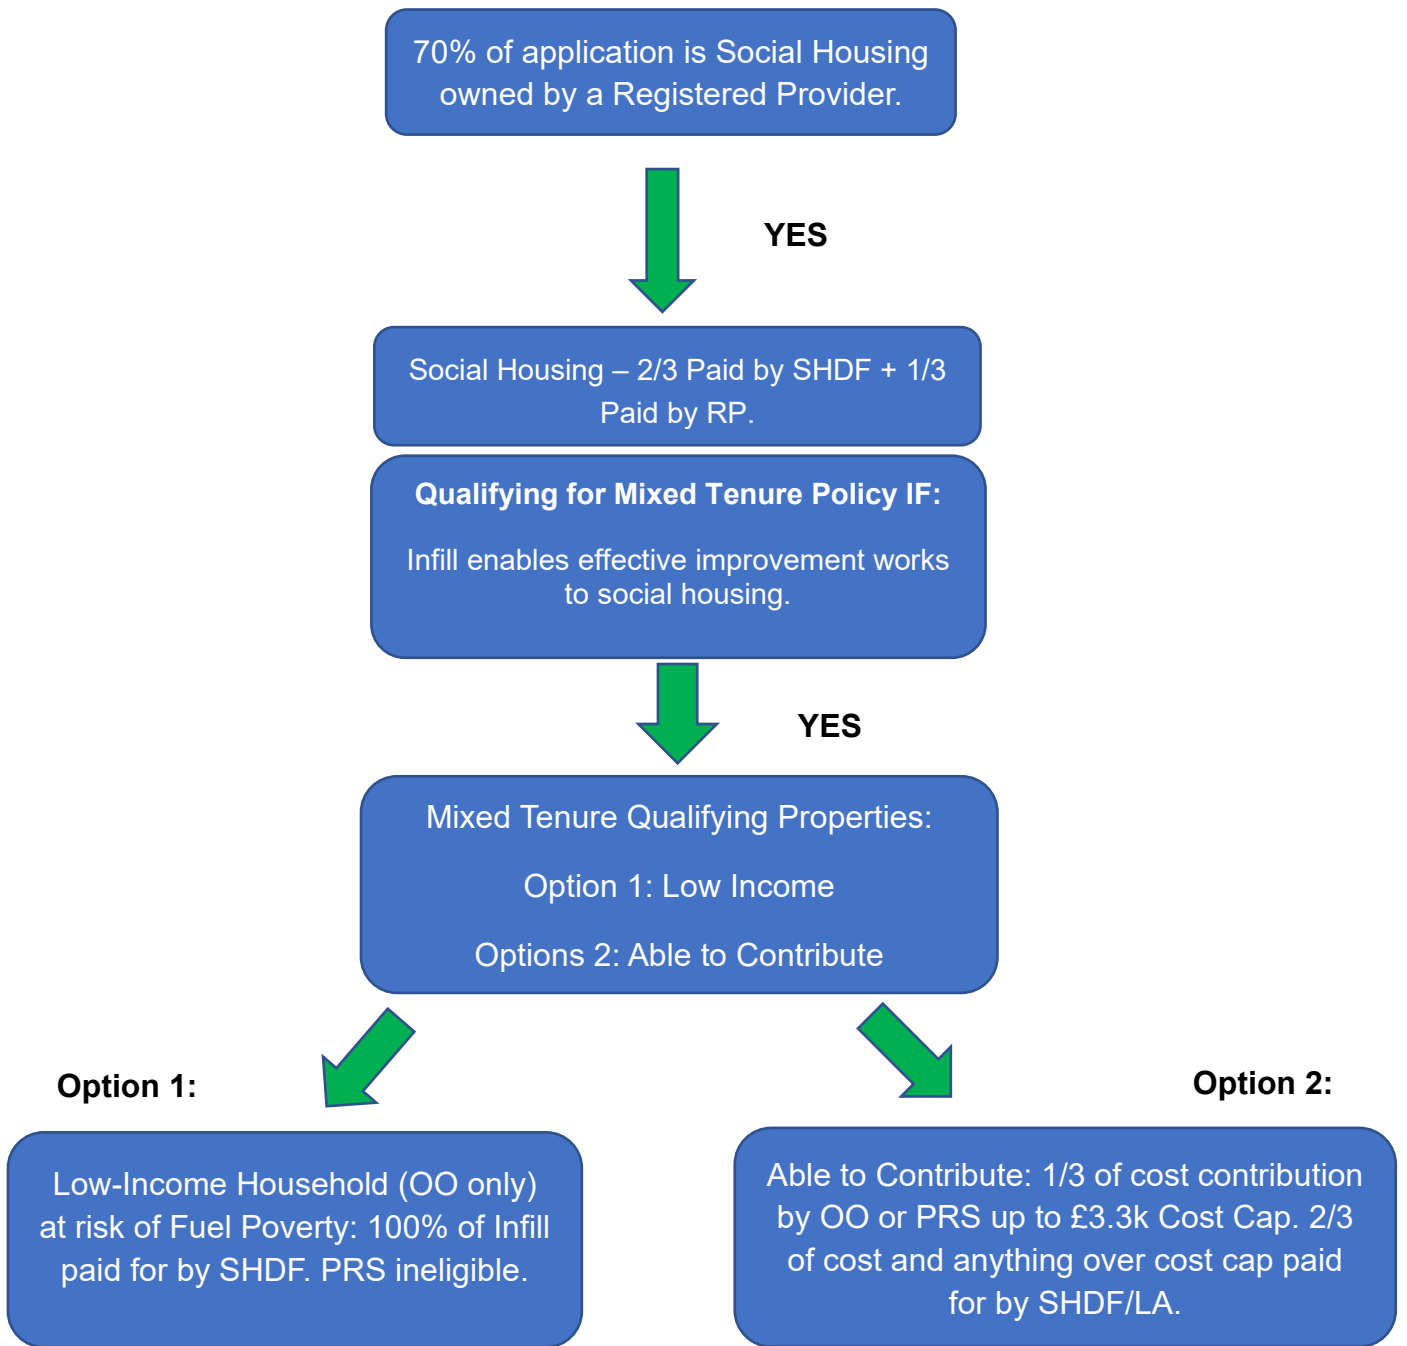 70% of application is Social Housing
owned by a Registered Provider.
YES
Social Housing – 2/3 Paid by SHDF + 1/3
Paid by RP.
Qualifying for Mixed Tenure Policy IF:
Infill enables effective improvement works
to social housing.
YES
Mixed Tenure Qualifying Properties:
Option 1: Low Income
Options 2: Able to Contribute
Option 1:
Low-Income Household (OO only)
at risk of Fuel Poverty: 100% of Infill
paid for by SHDF. PRS ineligible.
Option 2:
Able to Contribute: 1/3 of cost contribution
by OO or PRS up to £3.3k Cost Cap. 2/3
of cost and anything over cost cap paid
for by SHDF/LA.